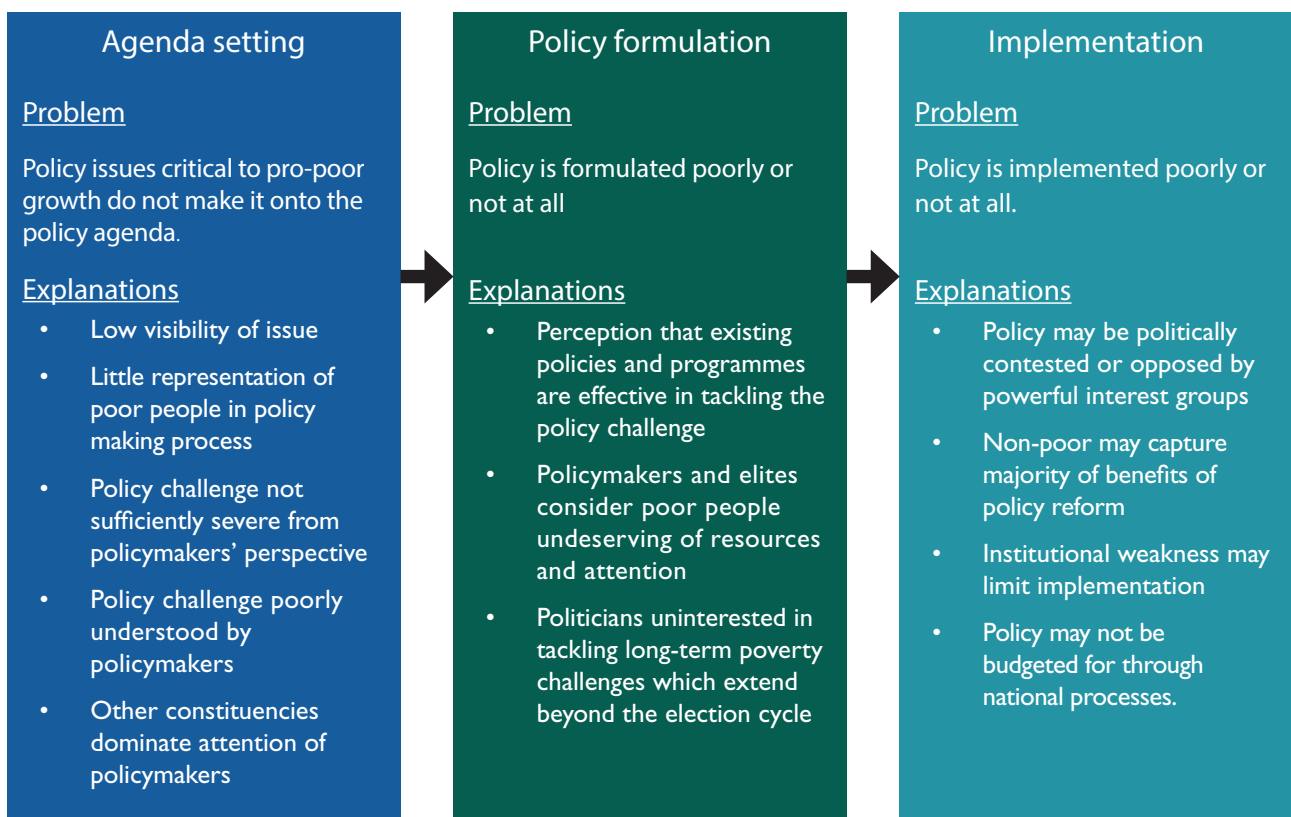 Agenda setting
Problem
Policy issues critical to pro-poor
growth do not make it onto the
policy agenda.
Explanations
• Low visibility of issue
• Little representation of
poor people in policy
making process
• Policy challenge not
sufficiently severe from
policymakers’ perspective
• Policy challenge poorly
understood by
policymakers
• Other constituencies
dominate attention of
policymakers
Policy formulation
Problem
Policy is formulated poorly or
not at all
Explanations
• Perception that existing
policies and programmes
are effective in tackling the
policy challenge
• Policymakers and elites
consider poor people
undeserving of resources
and attention
• Politicians uninterested in
tackling long-term poverty
challenges which extend
beyond the election cycle
Implementation
Problem
Policy is implemented poorly or
not at all.
Explanations
• Policy may be politically
contested or opposed by
powerful interest groups
• Non-poor may capture
majority of benefits of
policy reform
• Institutional weakness may
limit implementation
• Policy may not be
budgeted for through
national processes.